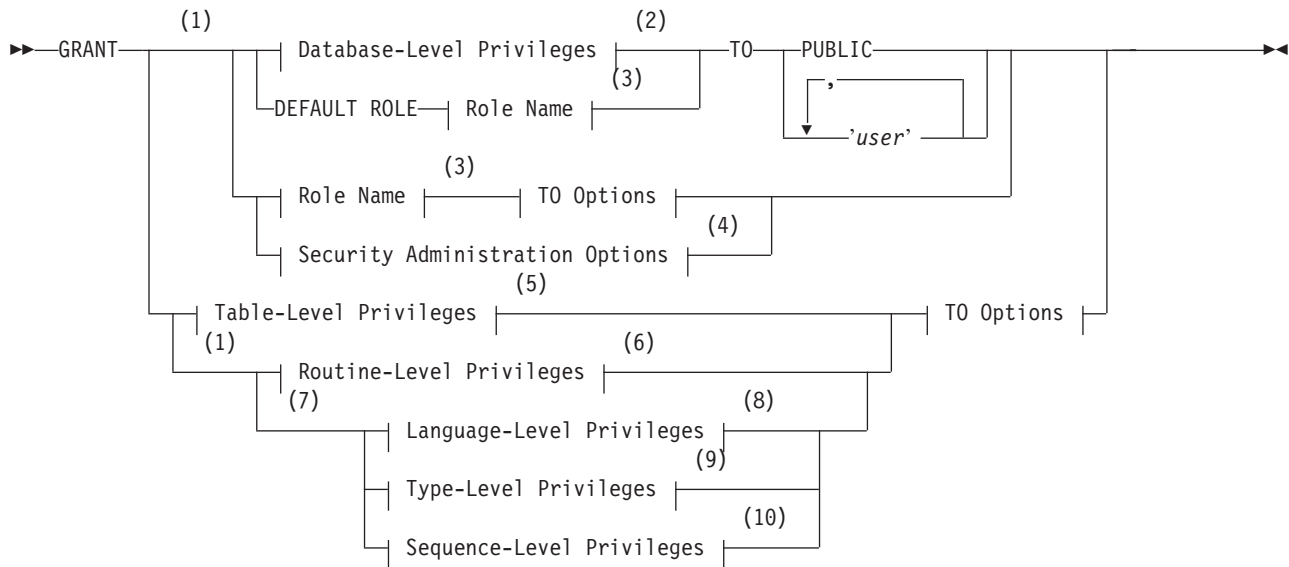 (1) (2)
GRANT Database-Level Privileges TO PUBLIC
(3) ,
DEFAULT ROLE Role Name
'user'
(3)
Role Name TO Options
(4)
Security Administration Options
(5)
Table-Level Privileges TO Options
(1) (6)
Routine-Level Privileges
(7) (8)
Language-Level Privileges
(9)
Type-Level Privileges
(10)
Sequence-Level Privileges